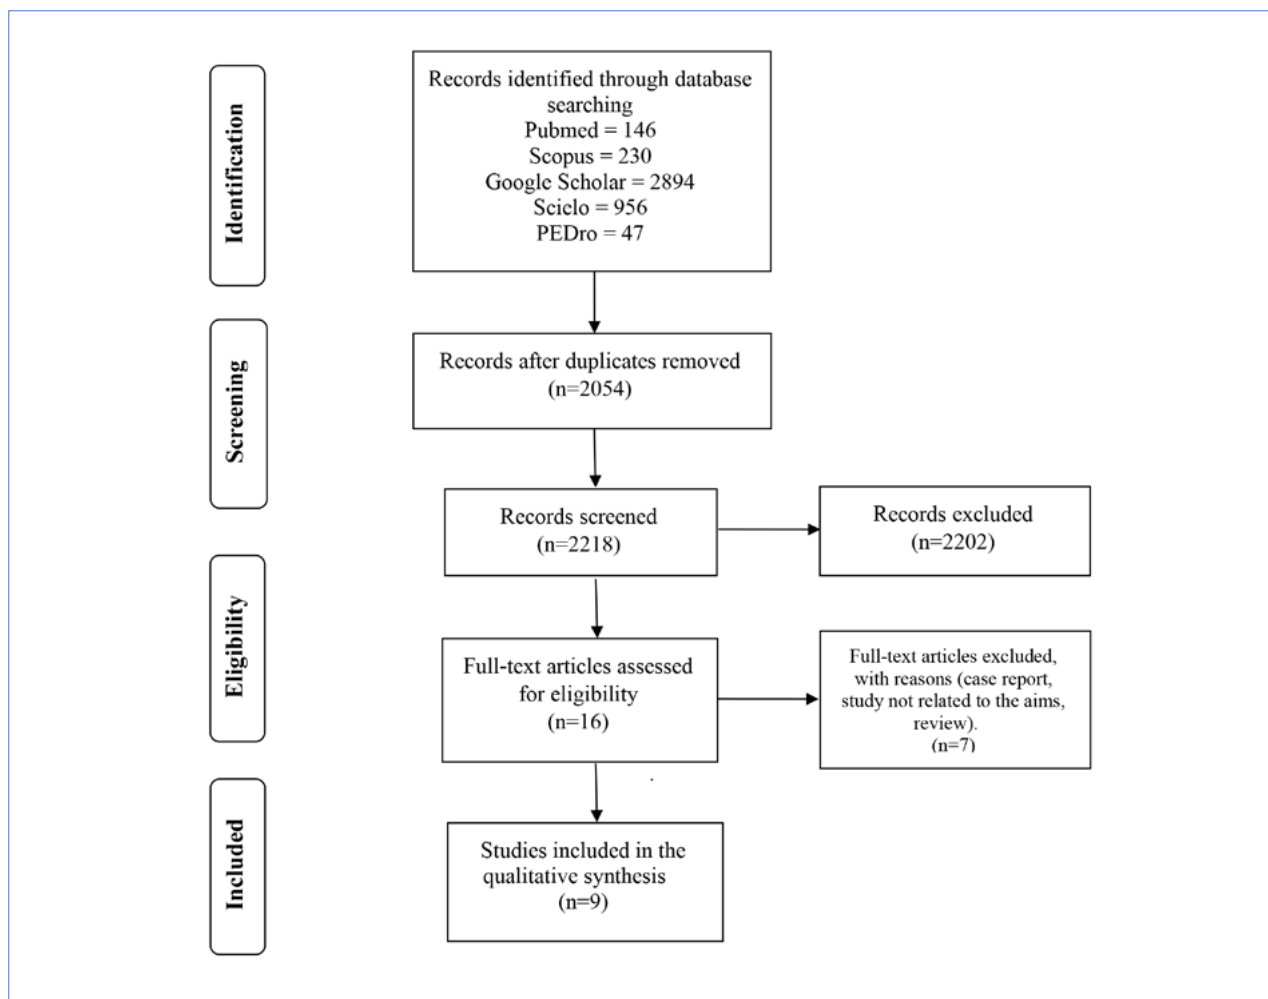 Identification
Records identified through database
searching
Pubmed = 146
Scopus = 230
Google Scholar = 2894
Scielo = 956
PEDro = 47
Screening
Records after duplicates removed
(n=2054)
Records screened
(n=2218)
Records excluded
(n=2202)
Eligibility
Full-text articles assessed
for eligibility
(n=16)
Full-text articles excluded,
with reasons (case report,
study not related to the aims,
review).
(n=7)
Included
Studies included in the
qualitative synthesis
(n=9)